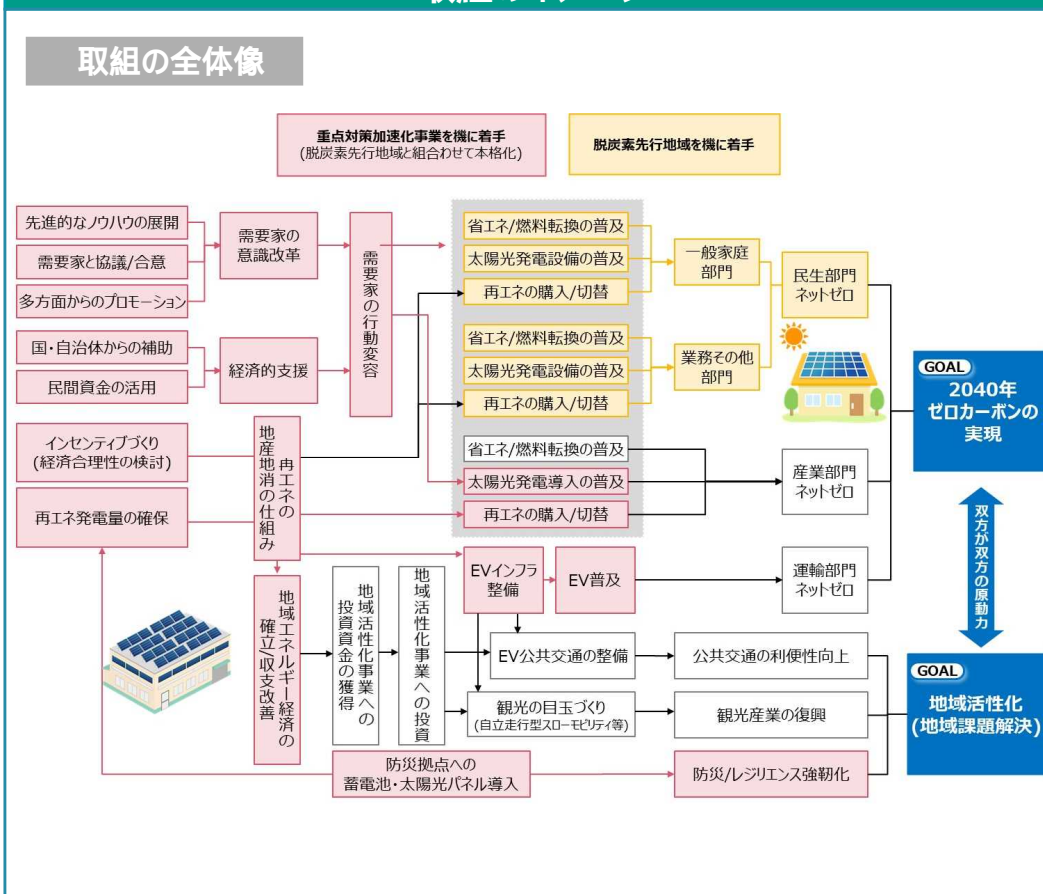 取組の全体像
重点対策加速化事業を機に着手
(脱炭素先行地域と組合わせて本格化)
脱炭素先行地域を機に着手
先進的なノウハウの展開
需要家と協議/合意
多方面からのプロモーション
需要家の
意識改革
国・自治体からの補助
民間資金の活用
経済的支援
需要家の行動変容
インセンティブづくり
(経済合理性の検討)
再エネ発電量の確保
再エネの
地産地消の仕組み
省エネ/燃料転換の普及
太陽光発電設備の普及
再エネの購入/切替
一般家庭
部門
省エネ/燃料転換の普及
太陽光発電設備の普及
再エネの購入/切替
業務その他
部門
民生部門
ネットゼロ
省エネ/燃料転換の普及
太陽光発電導入の普及
再エネの購入/切替
産業部門
ネットゼロ
EVインフラ
整備
EV普及
運輸部門
ネットゼロ
GOAL
2040年
ゼロカーボンの
実現
双方が双方の原動力
地域エネルギー経済の
確立/収支改善
地域活性化事業への
投資資金の獲得
地域活性化事業への投資
EV公共交通の整備
公共交通の利便性向上
観光の目玉づくり
(自立走行型スローモビリティ等)
観光産業の復興
防災拠点への
蓄電池・太陽光パネル導入
防災/レジリエンス強靭化
GOAL
地域活性化
(地域課題解決)